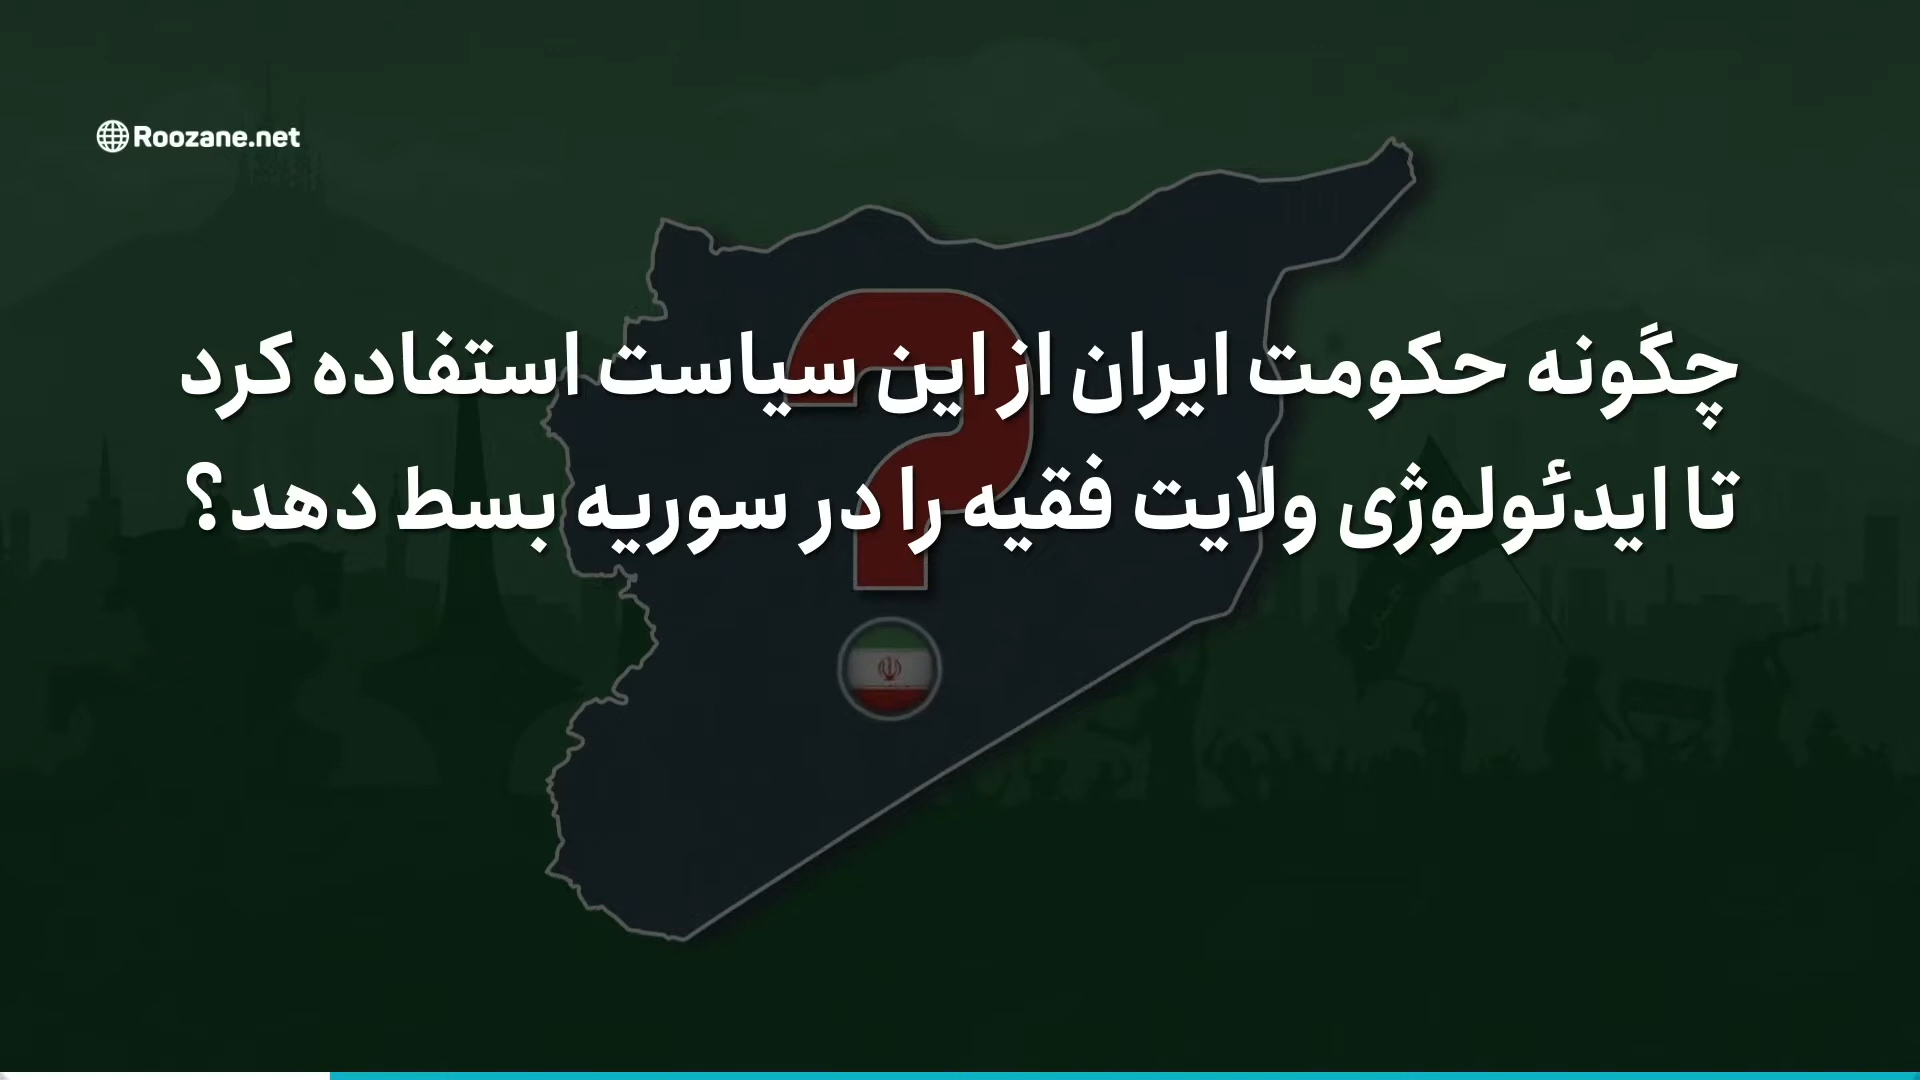 Roozane.net
چگونه حکومت ایران از این سیاست استفاده کرد
تا ایدئولوژی ولایت فقیه را در سوریه بسط دهد؟